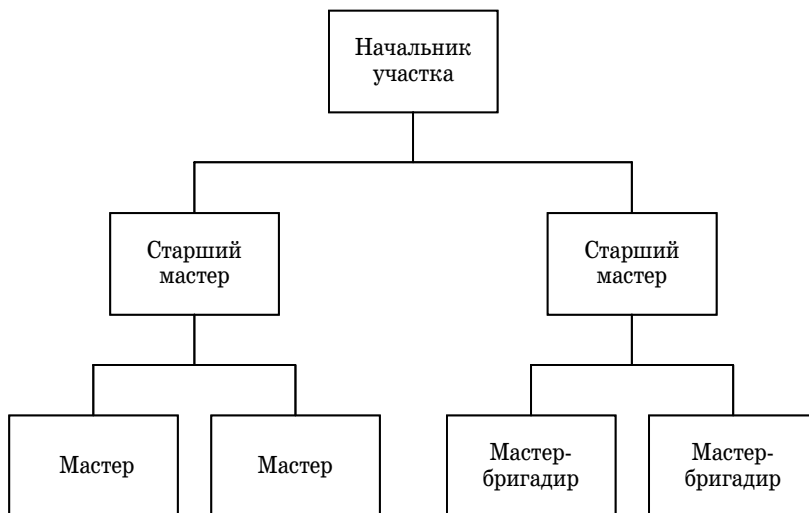 Начальник
участка
Старший
мастер
Старший
мастер
Мастер
Мастер
Мастер-
бригадир
Мастер-
бригадир